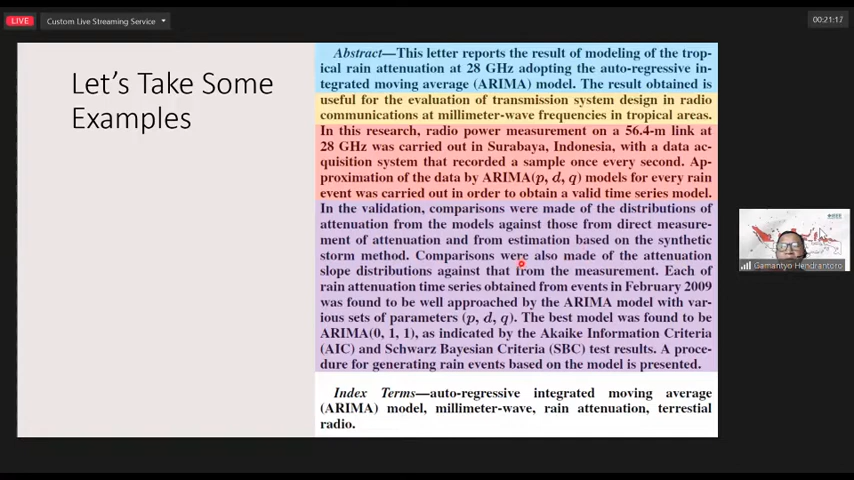 LIVE
Custom Live Streaming Service
00:21:17
Let's Take Some
Examples
Abstract—This letter reports the result of modeling of the trop-
ical rain attenuation at 28 GHz adopting the auto-regressive in-
tegrated moving average (ARIMA) model. The result obtained is
useful for the evaluation of transmission system design in radio
communications at millimeter-wave frequencies in tropical areas.
In this research, radio power measurement on a 56.4-m link at
28 GHz was carried out in Surabaya, Indonesia, with a data ac-
quisition system that recorded a sample once every second. Ap-
proximation of the data by ARIMA(p, d, q) models for every rain
event was carried out in order to obtain a valid time series model.
In the validation, comparisons were made of the distributions of
attenuation from the models against those from direct measure-
ment of attenuation and from estimation based on the synthetic
storm method. Comparisons were also made of the attenuation
slope distributions against that from the measurement. Each of
rain attenuation time series obtained from events in February 2009
was found to be well approached by the ARIMA model with var-
ious sets of parameters (p, d, q). The best model was found to be
ARIMA(0, 1, 1), as indicated by the Akaike Information Criteria
(AIC) and Schwarz Bayesian Criteria (SBC) test results. A proce-
dure for generating rain events based on the model is presented.
Index Terms—auto-regressive integrated moving average
(ARIMA) model, millimeter-wave, rain attenuation, terrestial
radio.
Gamantyo Hendrantoro